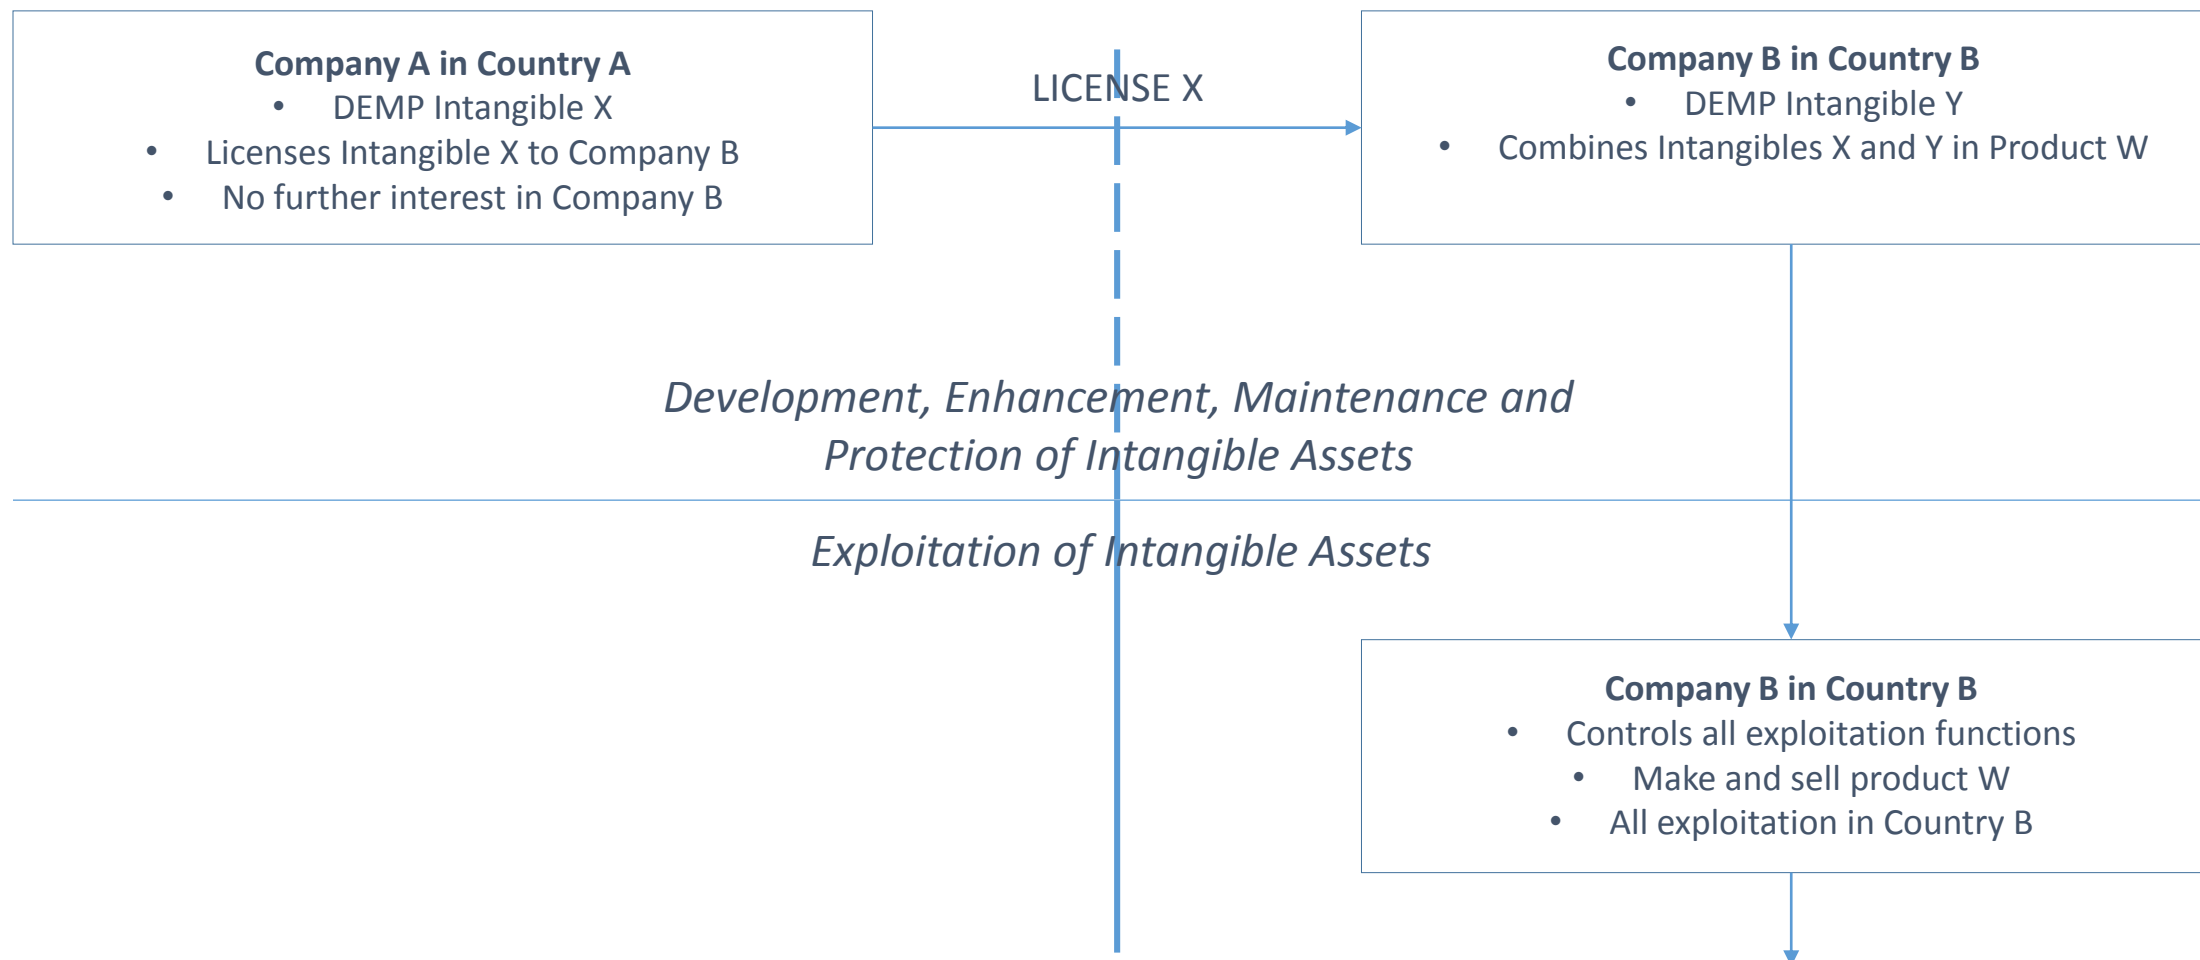 Company A in Country A
• DEMP Intangible X
• Licenses Intangible X to Company B
• No further interest in Company B
LICENSE X
Company B in Country B
• DEMP Intangible Y
• Combines Intangibles X and Y in Product W
Development, Enhancement, Maintenance and
Protection of Intangible Assets
Exploitation of Intangible Assets
Company B in Country B
• Controls all exploitation functions
• Make and sell product W
• All exploitation in Country B